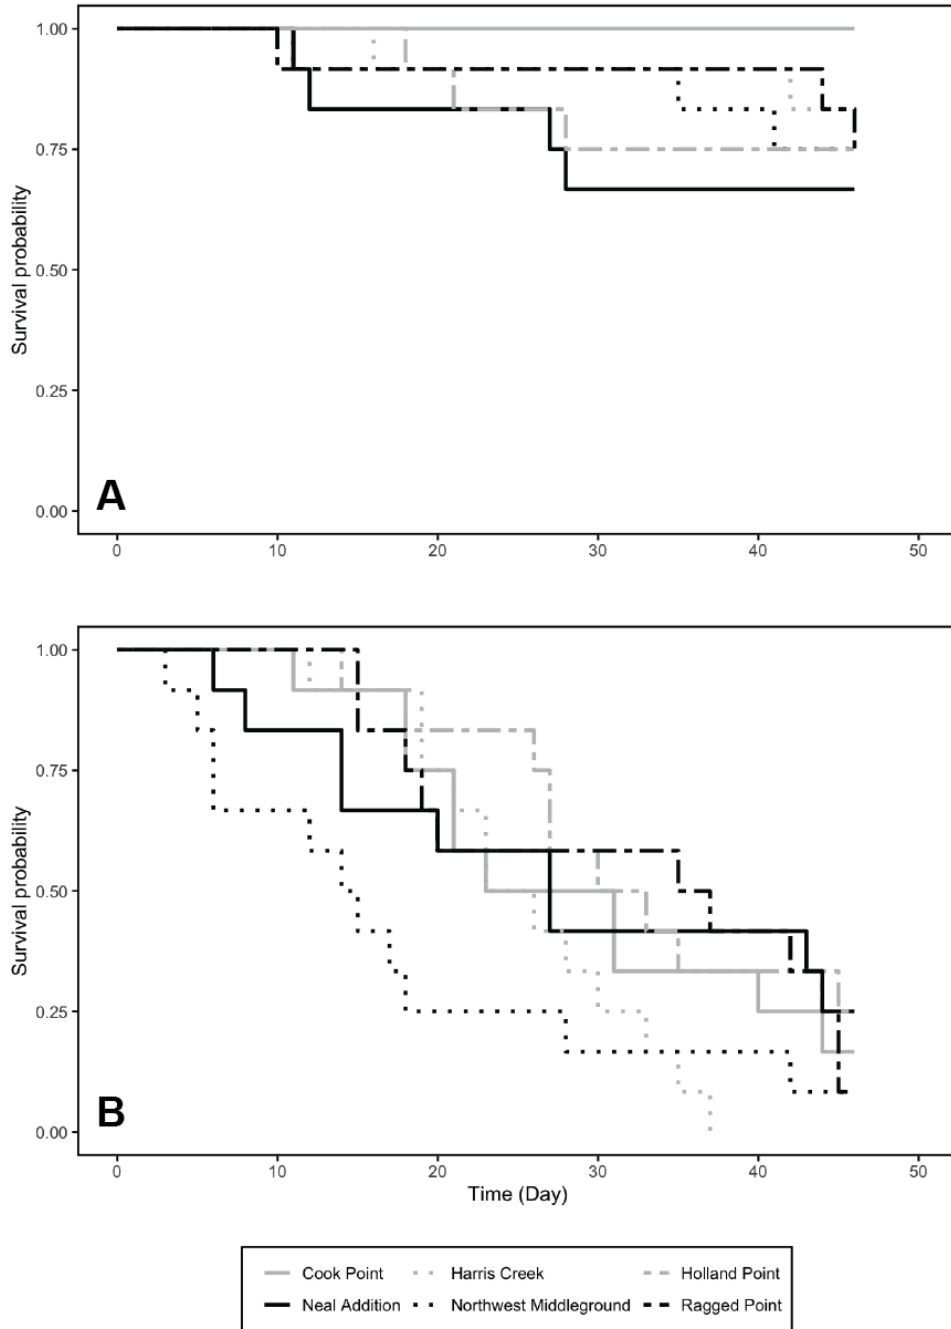 1.00
0.75
0.50
0.25
0.00
Survival probability
A
0 10 20 30 40 50
1.00
0.75
0.50
0.25
0.00
Survival probability
B
0 10 20 30 40 50
Time (Day)
Cook Point Harris Creek Holland Point
Neal Addition Northwest Middleground Ragged Point